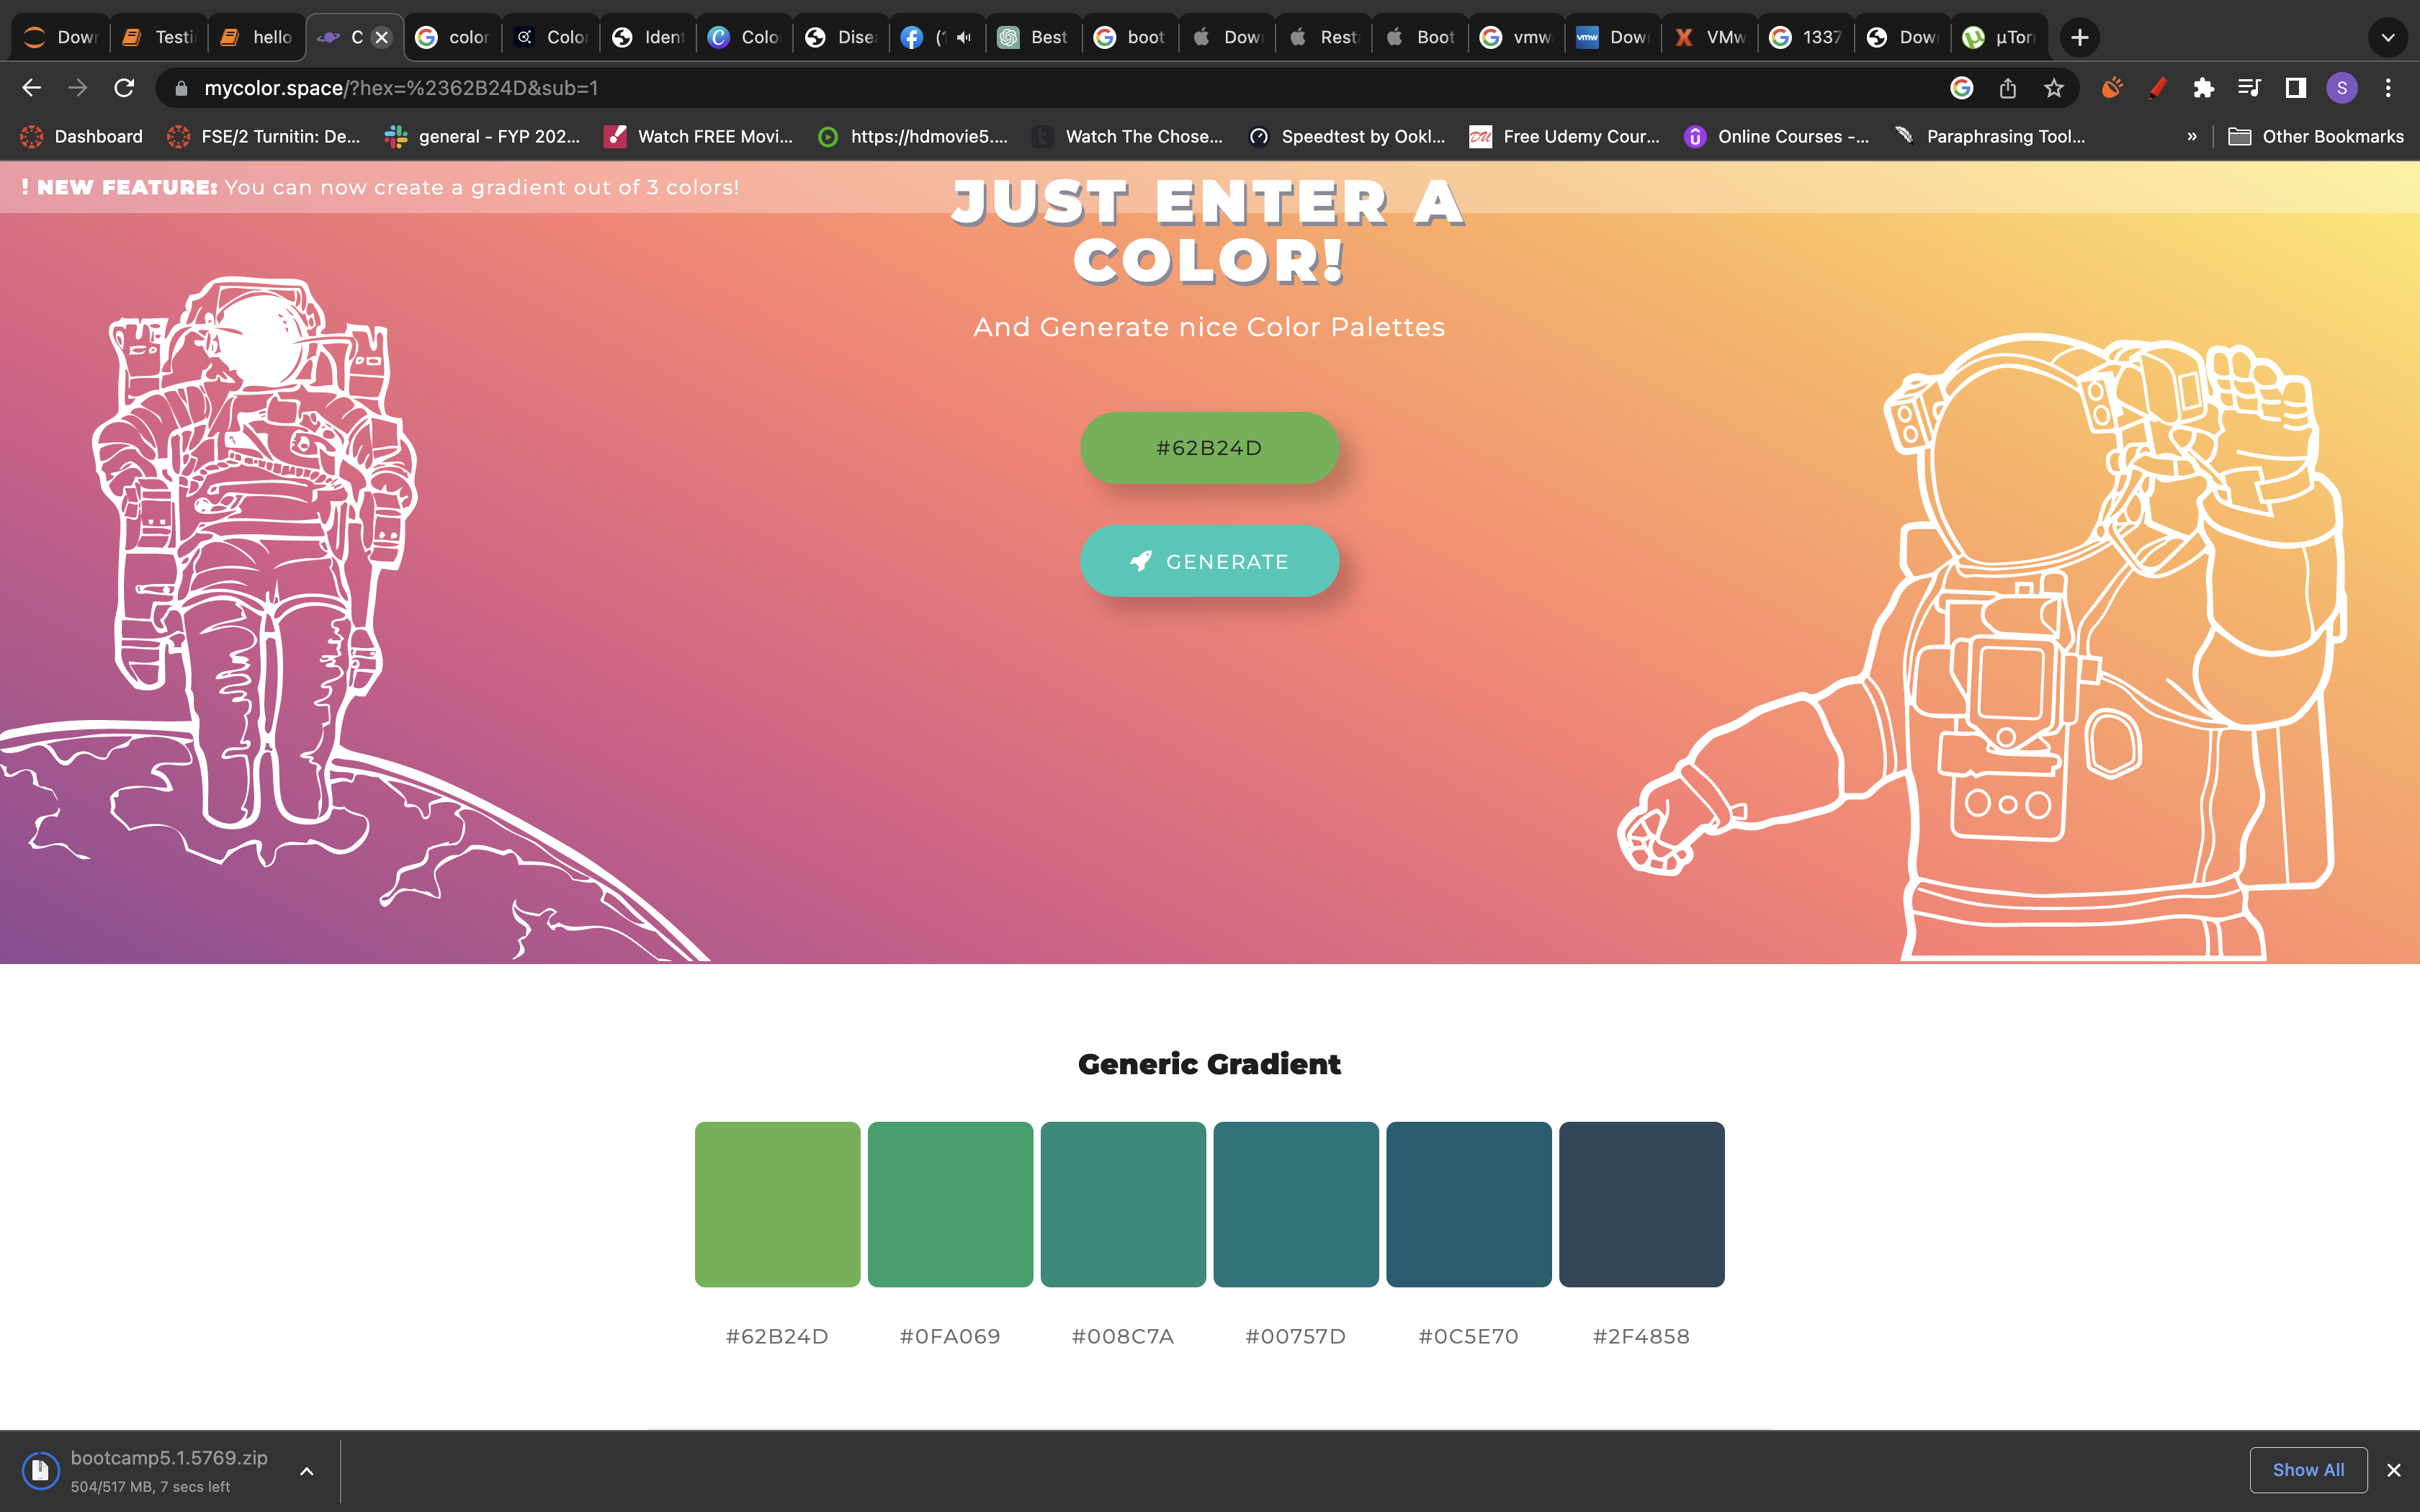 Down
Testi
hello
C
color
Color
Ident
Colo
Dise
(1
Best
boot
Dow
Rest
Boot
vmw
Dow
VMw
1337
Dow
µTorr
mycolor.space/?hex=%2362B24D&sub=1
S
Dashboard
FSE/2 Turnitin: De...
general - FYP 202...
Watch FREE Movi...
https://hdmovie5....
Watch The Chose...
Speedtest by Ookl...
DU
Free Udemy Cour...
Online Courses -...
Paraphrasing Tool...
»
Other Bookmarks
! NEW FEATURE: You can now create a gradient out of 3 colors!
JUST ENTER A
COLOR!
And Generate nice Color Palettes
#62B24D
GENERATE
Generic Gradient
#62B24D
#0FA069
#008C7A
#00757D
#0C5E70
#2F4858
bootcamp5.1.5769.zip
504/517 MB, 7 secs left
Show All